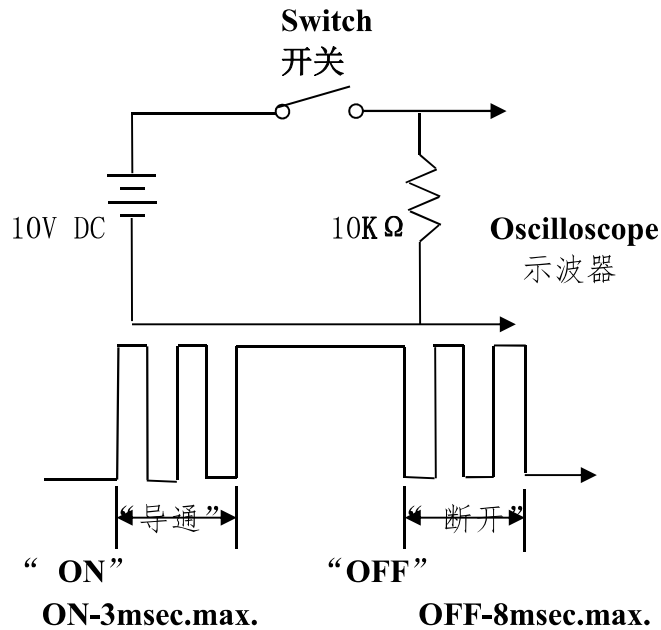 Switch
开关
10V DC
10KΩ
Oscilloscope
示波器
“导通”
“ 断开”
“ ON”
“OFF”
ON-3msec.max.
OFF-8msec.max.